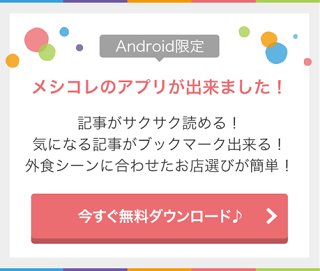 Android限定
メシコレのアプリが出来ました！
記事がサクサク読める！
気になる記事がブックマーク出来る！
外食シーンに合わせたお店選びが簡単！
今すぐ無料ダウンロード♪